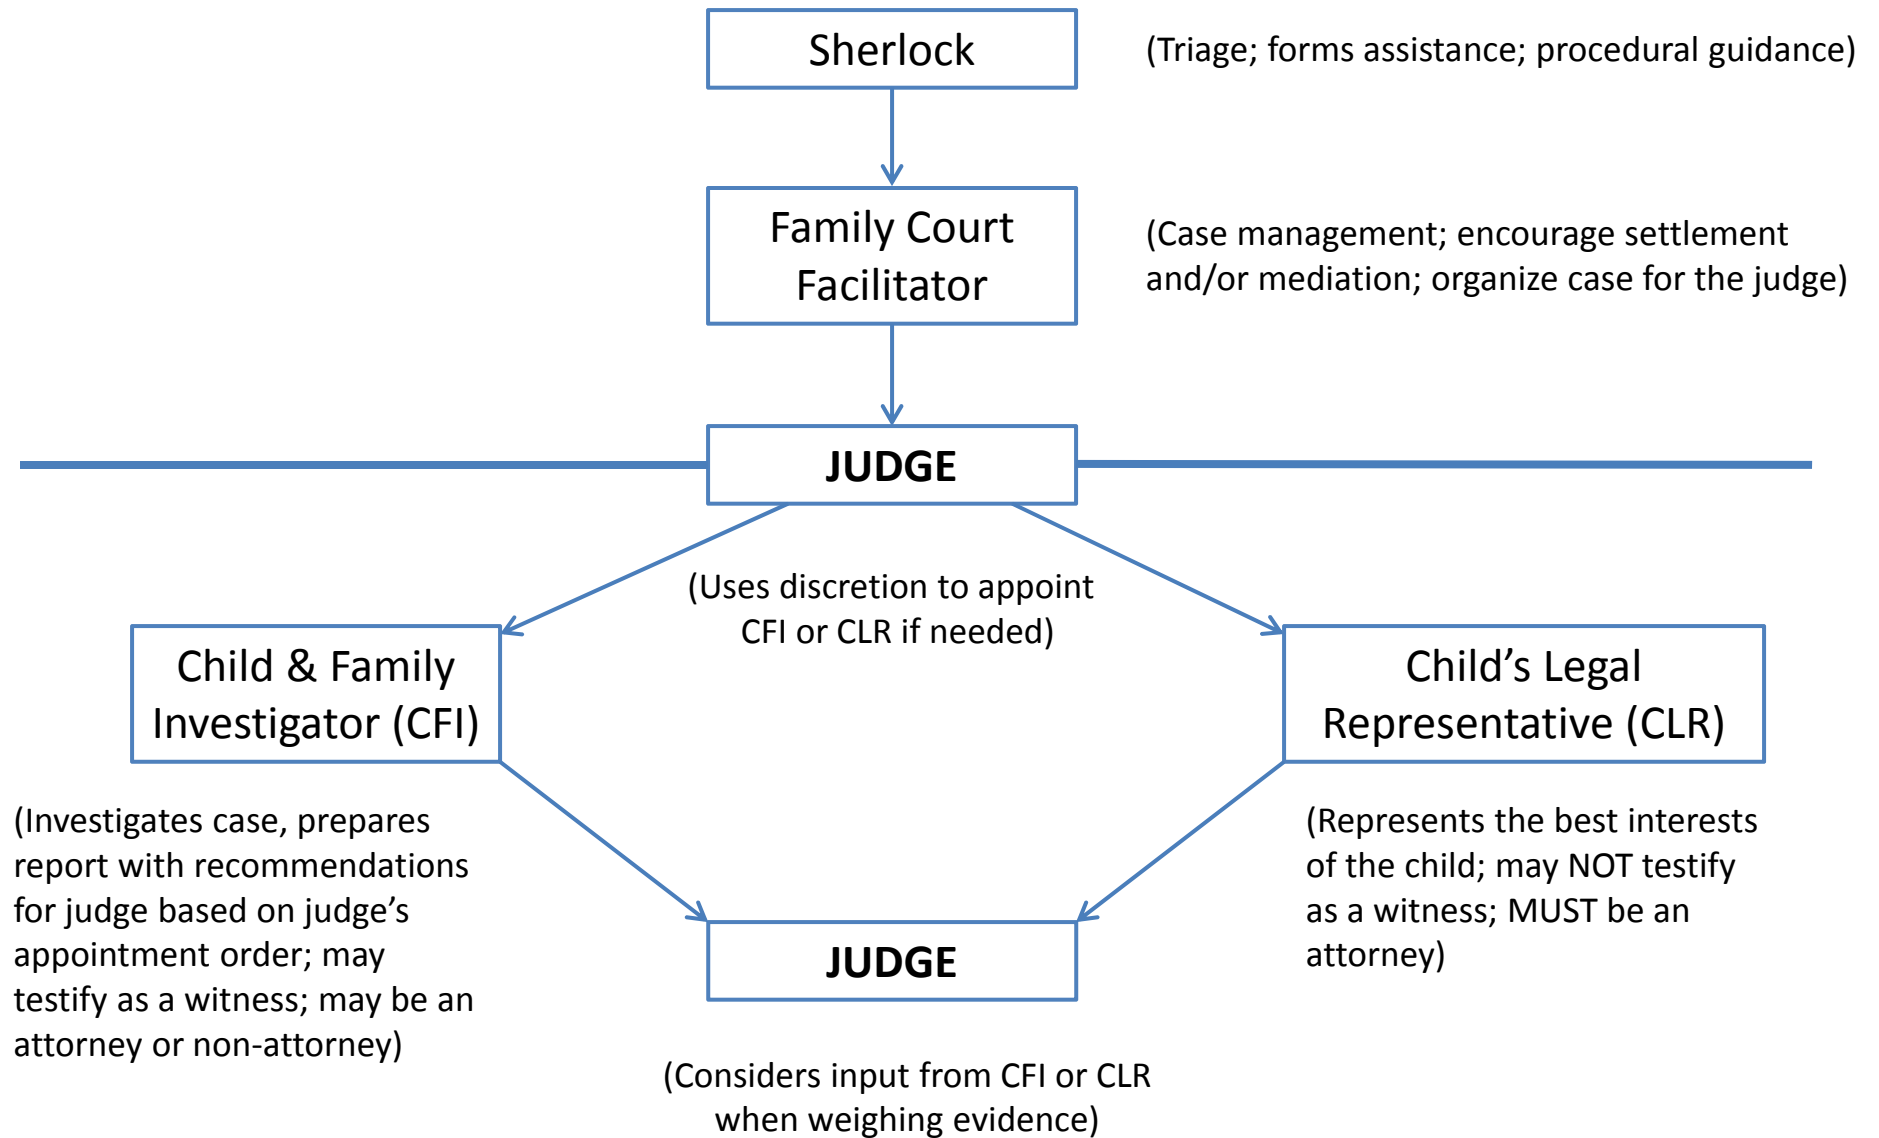 Sherlock
(Triage; forms assistance; procedural guidance)
Family Court
Facilitator
(Case management; encourage settlement
and/or mediation; organize case for the judge)
JUDGE
(Uses discretion to appoint
CFI or CLR if needed)
Child & Family
Investigator (CFI)
Child’s Legal
Representative (CLR)
(Investigates case, prepares
report with recommendations
for judge based on judge’s
appointment order; may
testify as a witness; may be an
attorney or non-attorney)
(Represents the best interests
of the child; may NOT testify
as a witness; MUST be an
attorney)
JUDGE
(Considers input from CFI or CLR
when weighing evidence)